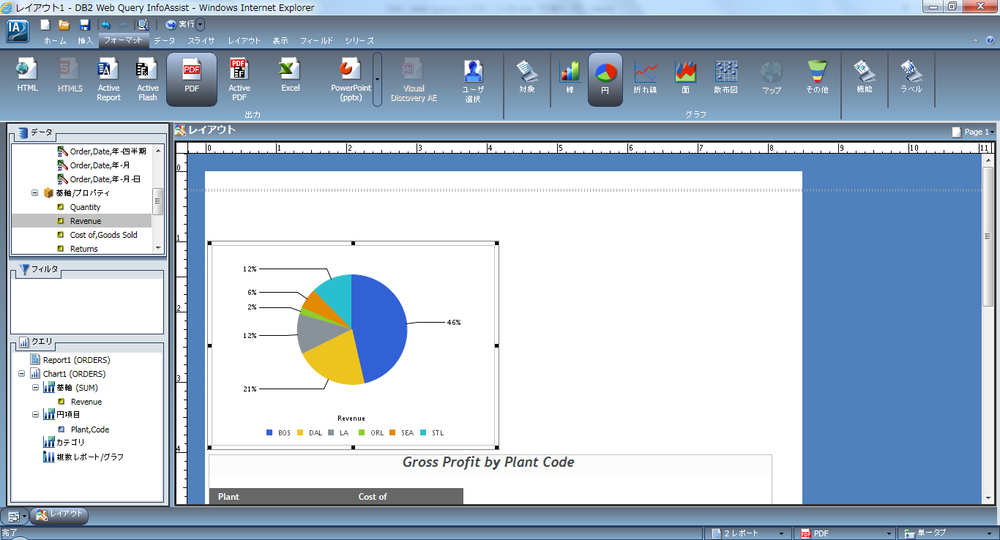 レイアウト1 - DB2 Web Query InfoAssist - Windows Internet Explorer
IA
実行
ホーム 挿入 フォーマット データ スライサ レイアウト 表示 フィールド シリーズ
HTML HTML5 Active Report Active Flash PDF Active PDF Excel PowerPoint (pptx) Visual Discovery AE ユーザ 選択 対象 棒 円 折れ線 面 散布図 マップ その他 機能 ラベル
出力 グラフ
データ
Order,Date,年-四半期
Order,Date,年-月
Order,Date,年-月-日
基軸/プロパティ
Quantity
Revenue
Cost of,Goods Sold
Returns
フィルタ
クエリ
Report1 (ORDERS)
Chart1 (ORDERS)
基軸 (SUM)
Revenue
円項目
Plant,Code
カテゴリ
複数レポート/グラフ
レイアウト
Page 1
0 1 2 3 4 5 6 7 8 9 10 11
0
1
2
3
4
12%
6%
2%
12%
21%
46%
Revenue
BOS DAL LA ORL SEA STL
Gross Profit by Plant Code
Plant Cost of
レイアウト
完了
2 レポート
PDF
単一タブ